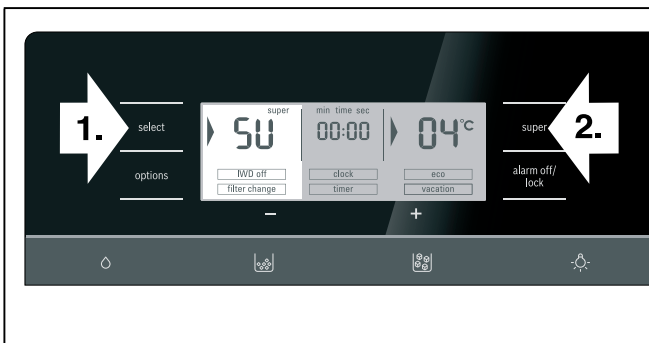 1.
select
options
super
SU
IWD off
filter change
min time sec
00:00
clock
timer
04°C
eco
vacation
super
2.
alarm off/
lock
− +